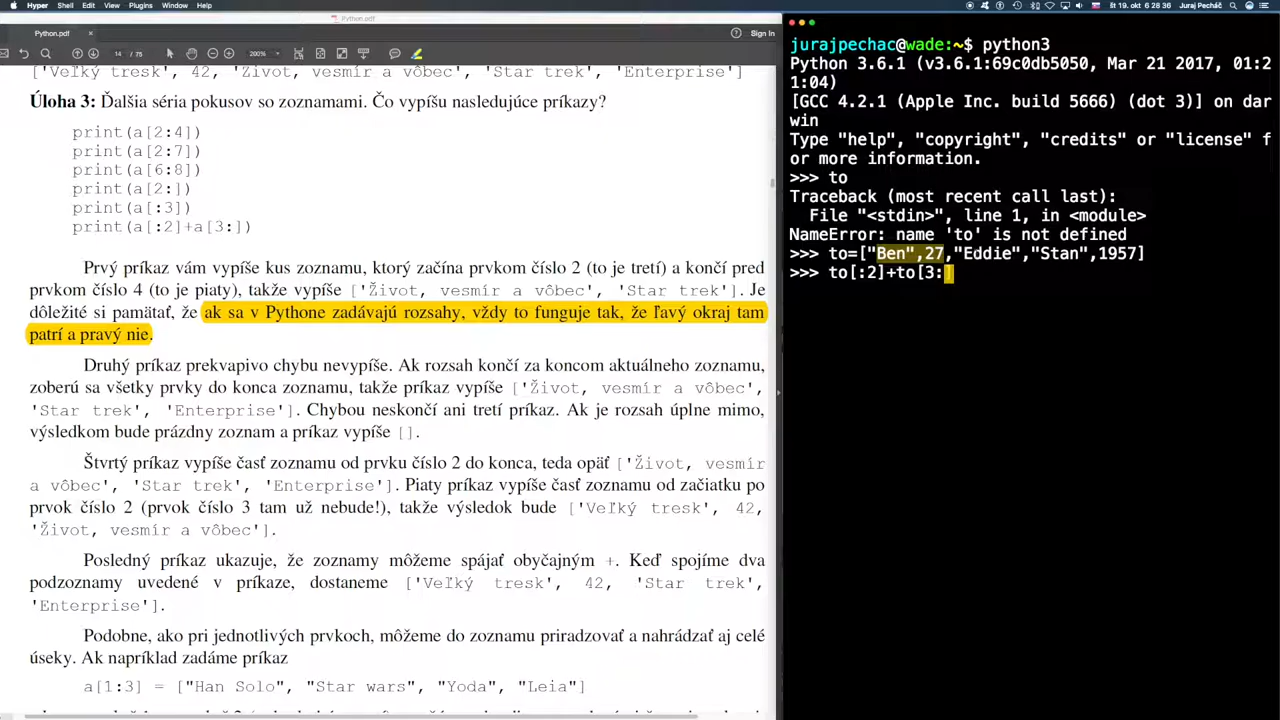 Hyper Shell Edit View Plugins Window Help
št 19. okt. 6 28 36 Juraj Pecháč
Python.pdf
Python.pdf
Sign In
14 / 75
200%
['Veľký tresk', 42, 'Život, vesmír a vôbec', 'Star trek', 'Enterprise']
Úloha 3: Ďalšia séria pokusov so zoznamami. Čo vypíšu nasledujúce príkazy?
print(a[2:4])
print(a[2:7])
print(a[6:8])
print(a[2:])
print(a[:3])
print(a[:2]+a[3:])
Prvý príkaz vám vypíše kus zoznamu, ktorý začína prvkom číslo 2 (to je tretí) a končí pred
prvkom číslo 4 (to je piaty), takže vypíše ['Život, vesmír a vôbec', 'Star trek']. Je
dôležité si pamätať, že ak sa v Pythone zadávajú rozsahy, vždy to funguje tak, že ľavý okraj tam
patrí a pravý nie.
Druhý príkaz prekvapivo chybu nevypíše. Ak rozsah končí za koncom aktuálneho zoznamu,
zoberú sa všetky prvky do konca zoznamu, takže príkaz vypíše ['Život, vesmír a vôbec',
'Star trek', 'Enterprise']. Chybou neskončí ani tretí príkaz. Ak je rozsah úplne mimo,
výsledkom bude prázdny zoznam a príkaz vypíše [].
Štvrtý príkaz vypíše časť zoznamu od prvku číslo 2 do konca, teda opäť ['Život, vesmír
a vôbec', 'Star trek', 'Enterprise']. Piaty príkaz vypíše časť zoznamu od začiatku po
prvok číslo 2 (prvok číslo 3 tam už nebude!), takže výsledok bude ['Veľký tresk', 42,
'Život, vesmír a vôbec'].
Posledný príkaz ukazuje, že zoznamy môžeme spájať obyčajným +. Keď spojíme dva
podzoznamy uvedené v príkaze, dostaneme ['Veľký tresk', 42, 'Star trek',
'Enterprise'].
Podobne, ako pri jednotlivých prvkoch, môžeme do zoznamu priradzovať a nahrádzať aj celé
úseky. Ak napríklad zadáme príkaz
a[1:3] = ["Han Solo", "Star wars", "Yoda", "Leia"]
jurajpechac@wade:~$ python3
Python 3.6.1 (v3.6.1:69c0db5050, Mar 21 2017, 01:2
1:04)
[GCC 4.2.1 (Apple Inc. build 5666) (dot 3)] on dar
win
Type "help", "copyright", "credits" or "license" f
or more information.
>>> to
Traceback (most recent call last):
File "<stdin>", line 1, in <module>
NameError: name 'to' is not defined
>>> to=["Ben",27,"Eddie","Stan",1957]
>>> to[:2]+to[3:]